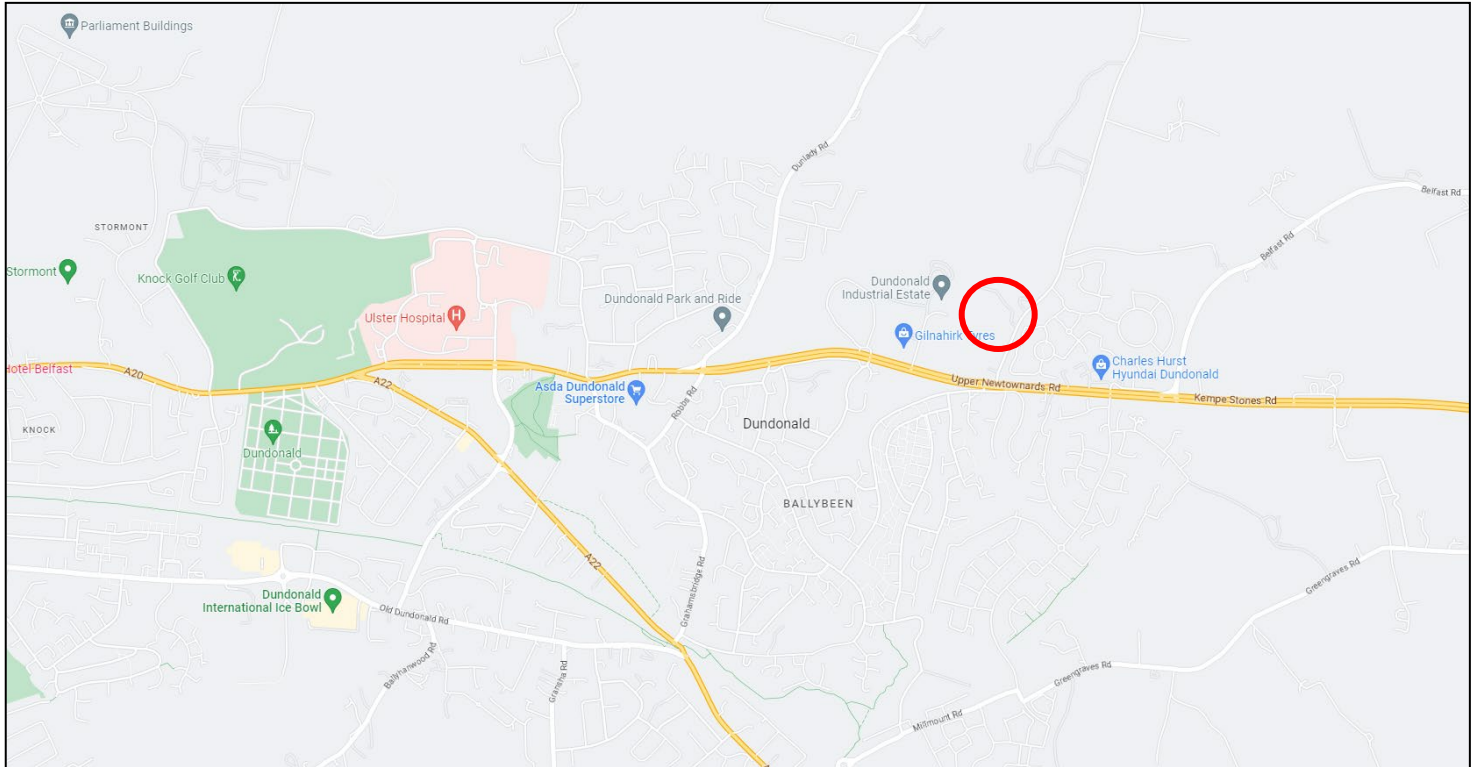 Parliament Buildings
STORMONT
Stormont
Knock Golf Club
Ulster Hospital
H
Dundonald Park and Ride
Dunlady Rd
Dundonald
Industrial Estate
Gilnahirk Tyres
Belfast Rd
Belfast Rd
Hotel Belfast
A20
A22
Asda Dundonald
Superstore
Robbs Rd
Upper Newtownards Rd
Charles Hurst
Hyundai Dundonald
Kempe Stones Rd
KNOCK
Dundonald
Dundonald
BALLYBEEN
A22
Grahamsbridge Rd
Greengraves Rd
Dundonald
International Ice Bowl
Old Dundonald Rd
Ballyhanwood Rd
Gransha Rd
Greengraves Rd
Millmount Rd